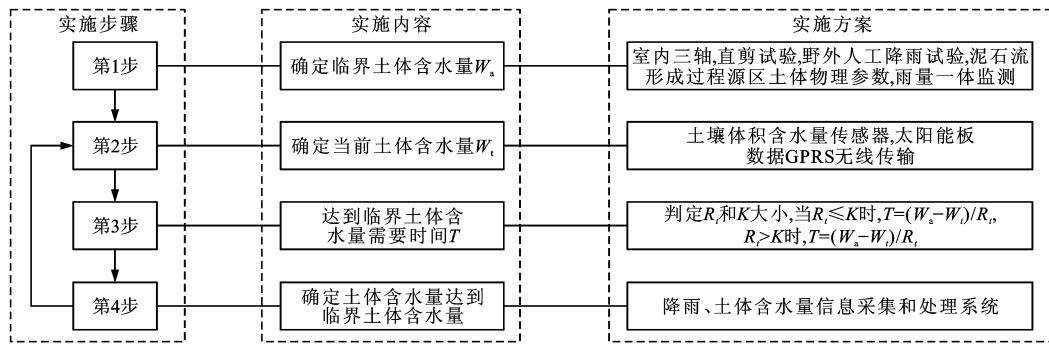 实施步骤
实施内容
实施方案
第1步
确定临界土体含水量Wa
室内三轴,直剪试验,野外人工降雨试验,泥石流
形成过程源区土体物理参数,雨量一体监测
第2步
确定当前土体含水量Wt
土壤体积含水量传感器,太阳能板
数据GPRS无线传输
第3步
达到临界土体含
水量需要时间T
判定Rt和K大小,当Rt≤K时,T=(Wa−Wt)/Rt,
Rt>K时,T=(Wa−Wt)/Rt
第4步
确定土体含水量达到
临界土体含水量
降雨、土体含水量信息采集和处理系统